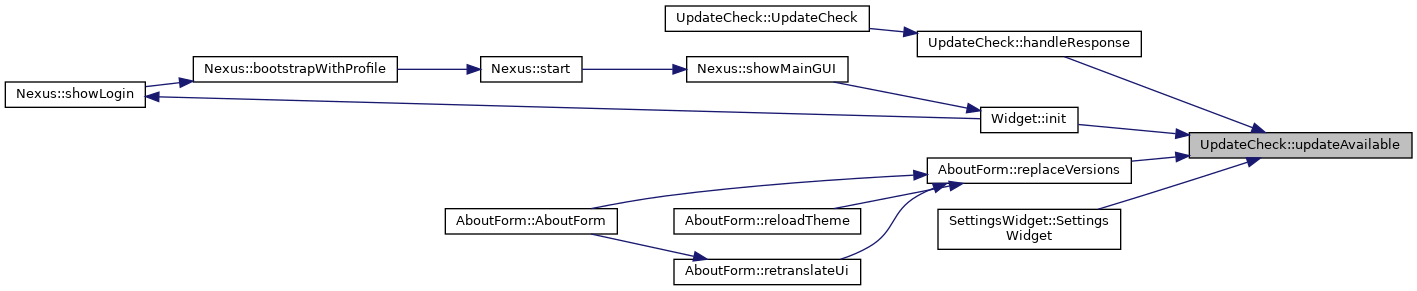 UpdateCheck::UpdateCheck
UpdateCheck::handleResponse
Nexus::bootstrapWithProfile
Nexus::start
Nexus::showMainGUI
Nexus::showLogin
Widget::init
UpdateCheck::updateAvailable
AboutForm::replaceVersions
AboutForm::AboutForm
AboutForm::reloadTheme
SettingsWidget::Settings
Widget
AboutForm::retranslateUi